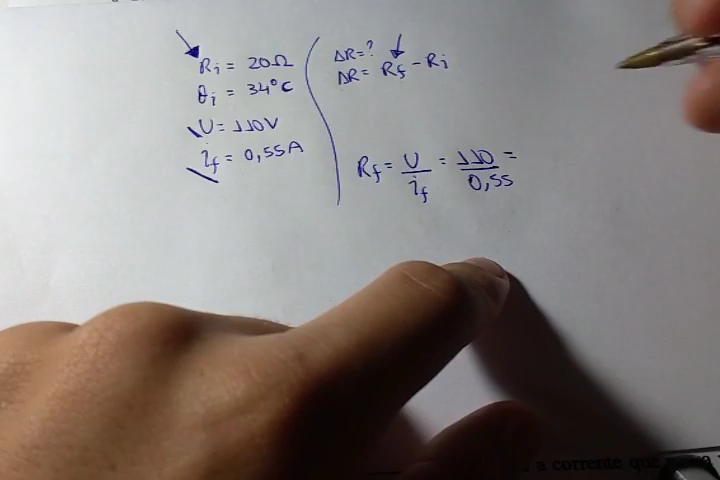 Ri = 20Ω
θi = 34°C
U = 110V
if = 0,55A
ΔR = ?
ΔR = Rf - Ri
Rf = U/if = 110/0,55 =
a corrente que